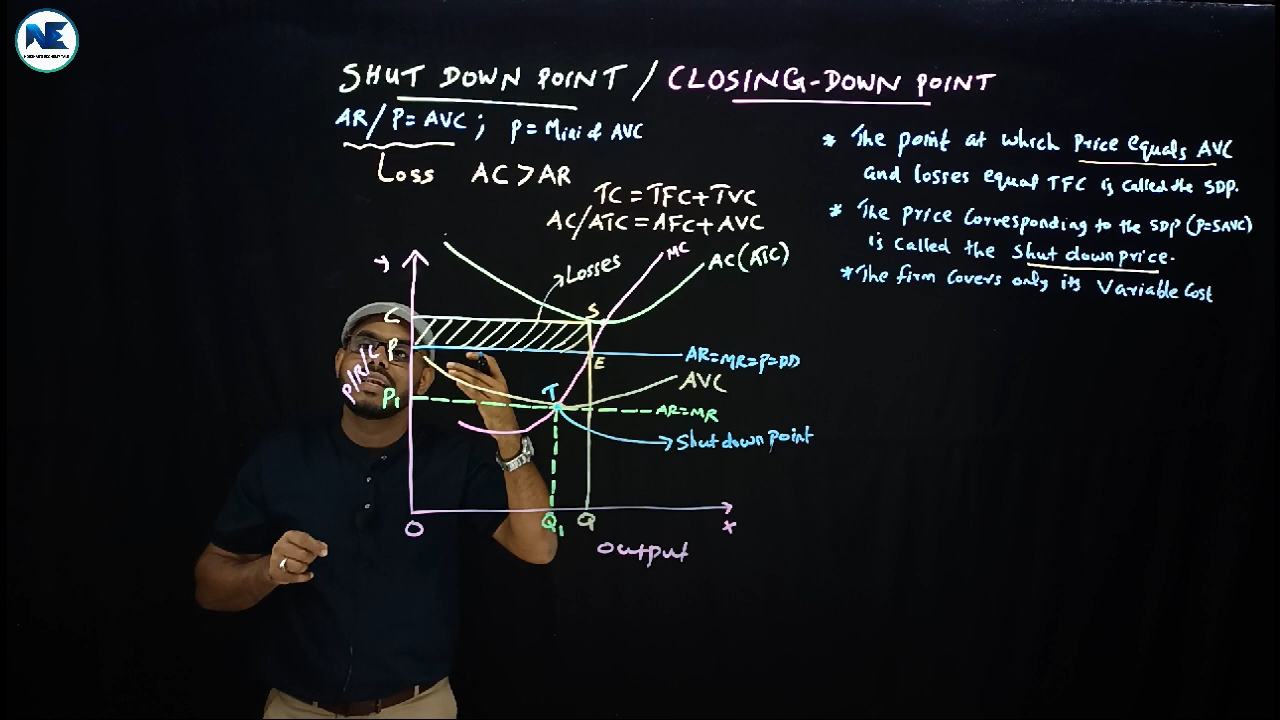 NE
SHUT DOWN POINT / CLOSING-DOWN POINT
AR/P=AVC; P=Mini of AVC
Loss AC>AR
TC=TFC+TVC
AC/ATC=AFC+AVC
* The point at which Price equals AVC
and losses equal TFC is called the SDP.
* The price Corresponding to the SDP (P=SAVC)
is called the Shut down price.
* The firm Covers only its Variable Cost
Y
Losses
MC
AC(ATC)
C
S
P
E
AR=MR=P=DD
P/R/C
AVC
P1
T
AR=MR
Shut down point
O
Q1
Q
X
output